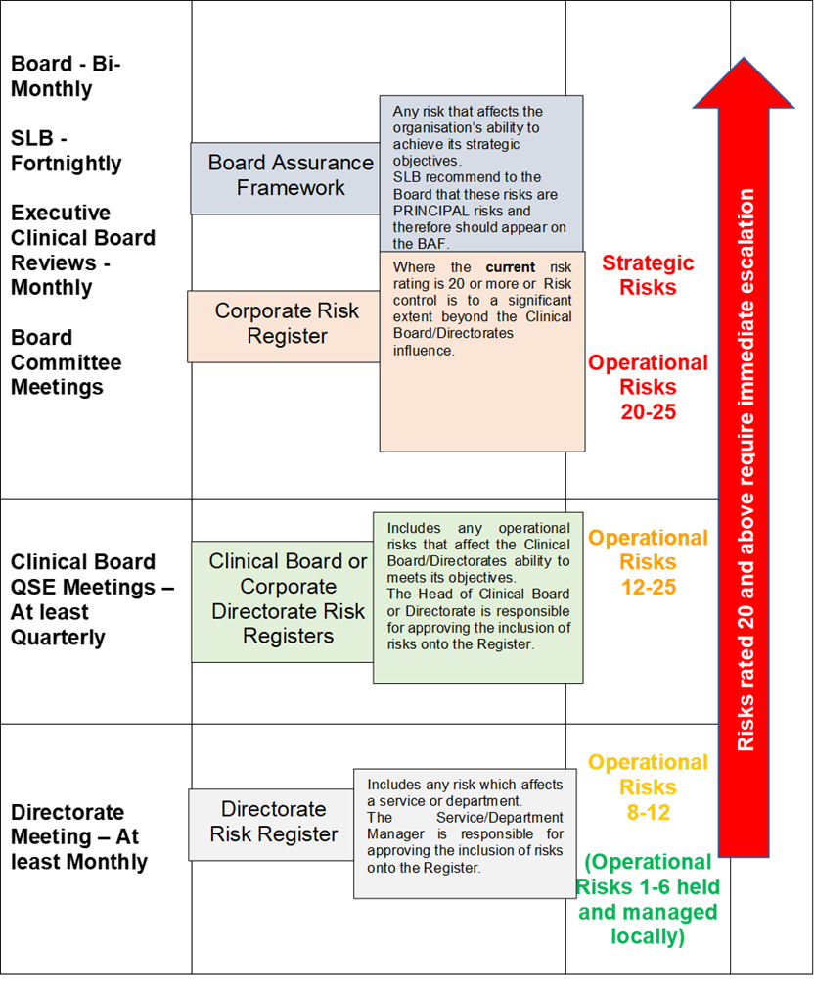 Board - Bi-
Monthly
SLB -
Fortnightly
Executive
Clinical Board
Reviews -
Monthly
Board
Committee
Meetings
Board Assurance
Framework
Any risk that affects the
organisation’s ability to
achieve its strategic
objectives.
SLB recommend to the
Board that these risks are
PRINCIPAL risks and
therefore should appear on
the BAF.
Corporate Risk
Register
Where the current risk
rating is 20 or more or Risk
control is to a significant
extent beyond the Clinical
Board/Directorates
influence.
Strategic
Risks
Operational
Risks
20-25
Clinical Board
QSE Meetings –
At least
Quarterly
Clinical Board or
Corporate
Directorate Risk
Registers
Includes any operational
risks that affect the Clinical
Board/Directorates ability to
meets its objectives.
The Head of Clinical Board
or Directorate is responsible
for approving the inclusion of
risks onto the Register.
Operational
Risks
12-25
Directorate
Meeting – At
least Monthly
Directorate
Risk Register
Includes any risk which affects
a service or department.
The Service/Department
Manager is responsible for
approving the inclusion of risks
onto the Register.
Operational
Risks
8-12
(Operational
Risks 1-6 held
and managed
locally)
Risks rated 20 and above require immediate escalation